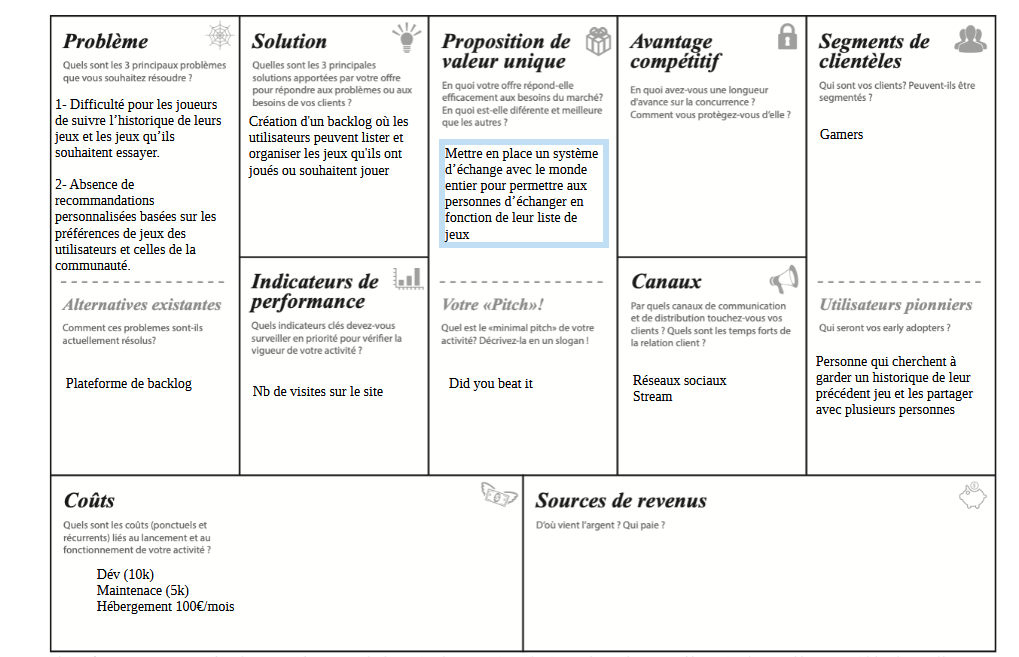 Problème
Quels sont les 3 principaux problèmes
que vous souhaitez résoudre ?
1- Difficulté pour les joueurs
de suivre l’historique de leurs
jeux et les jeux qu’ils
souhaitent essayer.
2- Absence de
recommandations
personnalisées basées sur les
préférences de jeux des
utilisateurs et celles de la
communauté.
Alternatives existantes
Comment ces problemes sont-ils
actuellement résolus?
Plateforme de backlog
Solution
Quelles sont les 3 principales
solutions apportées par votre offre
pour répondre aux problèmes ou aux
besoins de vos clients ?
Création d'un backlog où les
utilisateurs peuvent lister et
organiser les jeux qu'ils ont
joués ou souhaitent jouer
Indicateurs de
performance
Quels indicateurs clés devez-vous
surveiller en priorité pour vérifier la
vigueur de votre activité ?
Nb de visites sur le site
Proposition de
valeur unique
En quoi votre offre répond-elle
efficacement aux besoins du marché?
En quoi est-elle diférente et meilleure
que les autres ?
Mettre en place un système
d’échange avec le monde
entier pour permettre aux
personnes d’échanger en
fonction de leur liste de
jeux
Votre «Pitch»!
Quel est le «minimal pitch» de votre
activité? Décrivez-la en un slogan !
Did you beat it
Avantage
compétitif
En quoi avez-vous une longueur
d'avance sur la concurrence ?
Comment vous protègez-vous d'elle ?
Canaux
Par quels canaux de communication
et de distribution touchez-vous vos
clients ? Quels sont les temps forts de
la relation client ?
Réseaux sociaux
Stream
Segments de
clientèles
Qui sont vos clients? Peuvent-ils être
segmentés ?
Gamers
Utilisateurs pionniers
Qui seront vos early adopters ?
Personne qui cherchent à
garder un historique de leur
précédent jeu et les partager
avec plusieurs personnes
Coûts
Quels sont les coûts (ponctuels et
récurrents) liés au lancement et au
fonctionnement de votre activité ?
Dév (10k)
Maintenace (5k)
Hébergement 100€/mois
Sources de revenus
D'où vient l'argent ? Qui paie ?